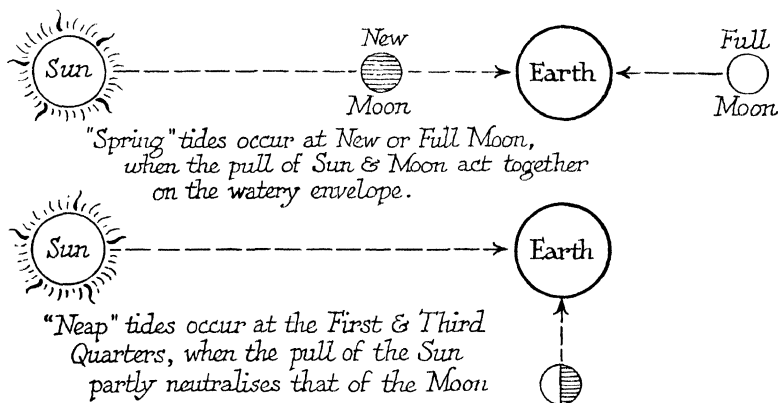 Sun
New
Moon
Earth
Full
Moon
"Spring" tides occur at New or Full Moon,
when the pull of Sun & Moon act together
on the watery envelope.
Sun
Earth
"Neap" tides occur at the First & Third
Quarters, when the pull of the Sun
partly neutralises that of the Moon